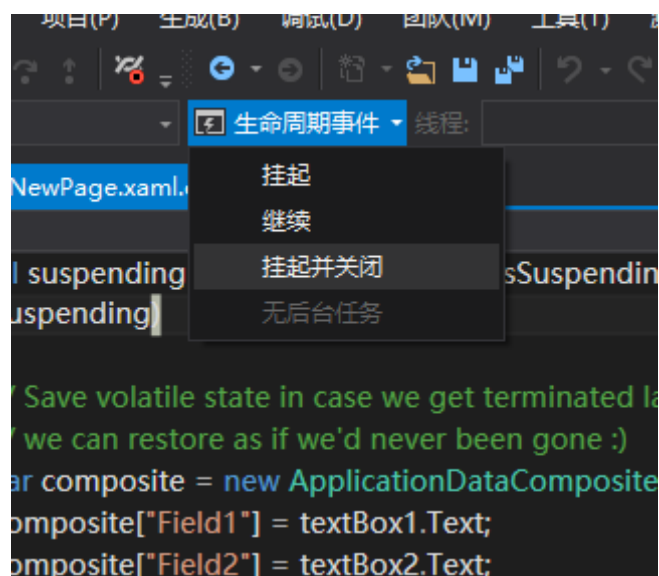 项目(P) 生成(B) 调试(D) 团队(M) 工具(T)
生命周期事件 线程:
挂起
NewPage.xaml.
继续
挂起并关闭
suspending sSuspendin
uspending)
无后台任务
/ Save volatile state in case we get terminated la
/ we can restore as if we'd never been gone :)
ar composite = new ApplicationDataComposite
omposite["Field1"] = textBox1.Text;
omposite["Field2"] = textBox2.Text;